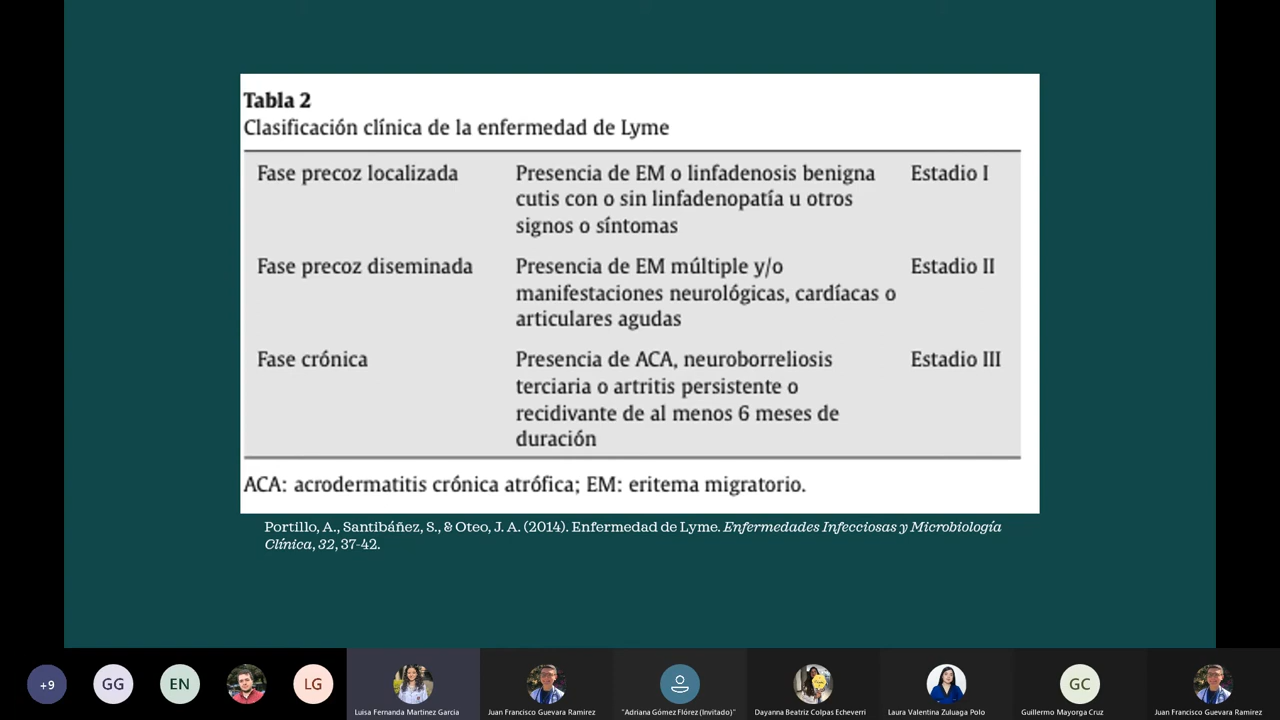 Tabla 2
Clasificación clínica de la enfermedad de Lyme
Fase precoz localizada
Presencia de EM o linfadenosis benigna
cutis con o sin linfadenopatía u otros
signos o síntomas
Estadio I
Fase precoz diseminada
Presencia de EM múltiple y/o
manifestaciones neurológicas, cardíacas o
articulares agudas
Estadio II
Fase crónica
Presencia de ACA, neuroborreliosis
terciaria o artritis persistente o
recidivante de al menos 6 meses de
duración
Estadio III
ACA: acrodermatitis crónica atrófica; EM: eritema migratorio.
Portillo, A., Santibáñez, S., & Oteo, J. A. (2014). Enfermedad de Lyme. Enfermedades Infecciosas y Microbiología
Clínica, 32, 37-42.
+9
GG
EN
LG
Luisa Fernanda Martinez Garcia
Juan Francisco Guevara Ramirez
"Adriana Gómez Flórez (Invitado)"
Dayanna Beatriz Colpas Echeverri
Laura Valentina Zuluaga Polo
GC
Guillermo Mayorga Cruz
Juan Francisco Guevara Ramirez